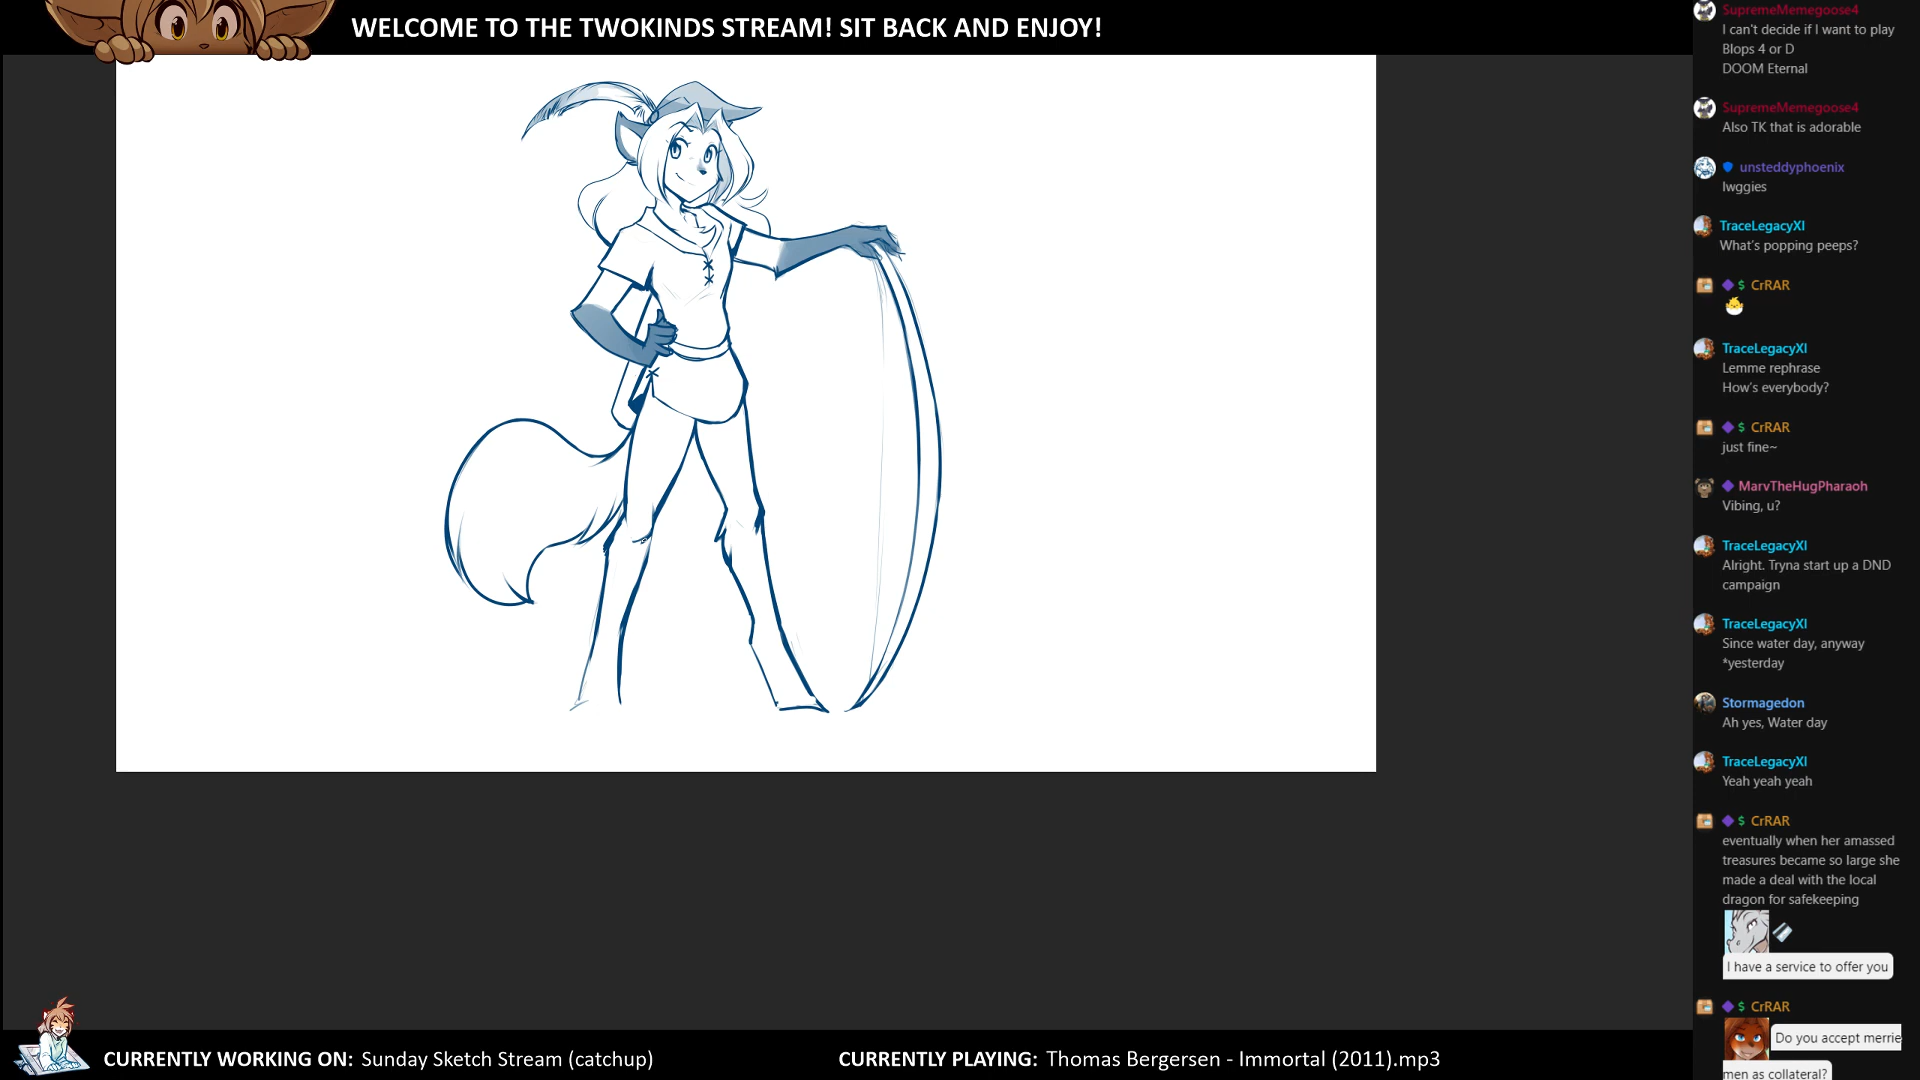 WELCOME TO THE TWOKINDS STREAM! SIT BACK AND ENJOY!
SupremeMemegoose4
I can't decide if I want to play
Blops 4 or D
DOOM Eternal
SupremeMemegoose4
Also TK that is adorable
unsteddyphoenix
lwggies
TraceLegacyXI
What's popping peeps?
$ CrRAR
TraceLegacyXI
Lemme rephrase
How's everybody?
$ CrRAR
just fine~
MarvTheHugPharaoh
Vibing, u?
TraceLegacyXI
Alright. Tryna start up a DND
campaign
TraceLegacyXI
Since water day, anyway
*yesterday
Stormagedon
Ah yes, Water day
TraceLegacyXI
Yeah yeah yeah
$ CrRAR
eventually when her amassed
treasures became so large she
made a deal with the local
dragon for safekeeping
I have a service to offer you
$ CrRAR
Do you accept merrie
men as collateral?
CURRENTLY WORKING ON: Sunday Sketch Stream (catchup)
CURRENTLY PLAYING: Thomas Bergersen - Immortal (2011).mp3